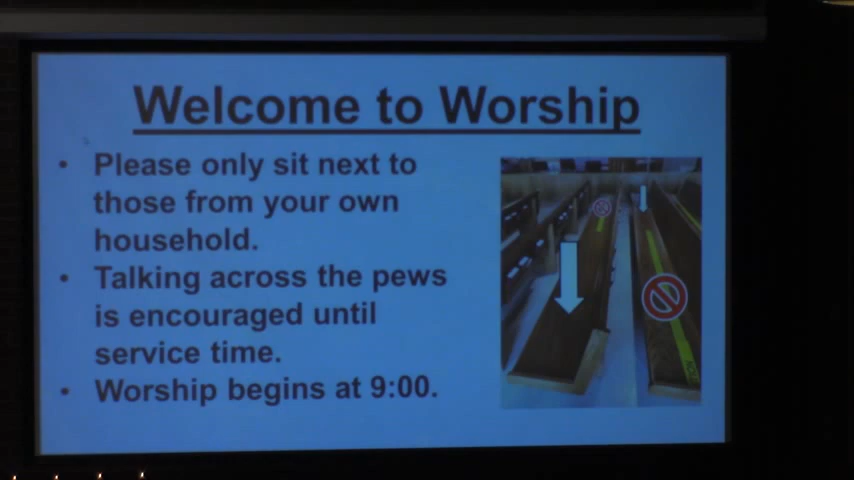 Welcome to Worship
• Please only sit next to
those from your own
household.
• Talking across the pews
is encouraged until
service time.
• Worship begins at 9:00.